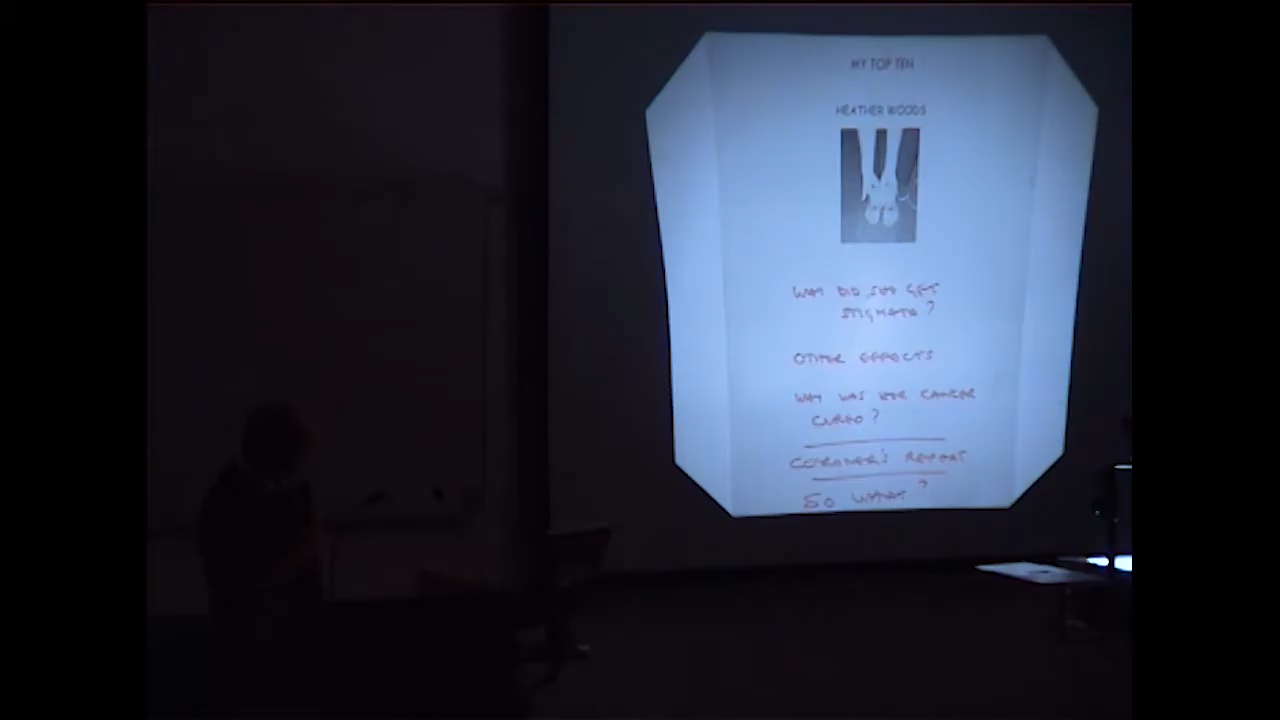 MY TOP TEN
HEATHER WOODS
WHY DID SHE GET
STIGMATA?
OTHER EFFECTS
WHY WAS HER CANCER
CURED?
CORONER'S REPORT
SO WHAT?